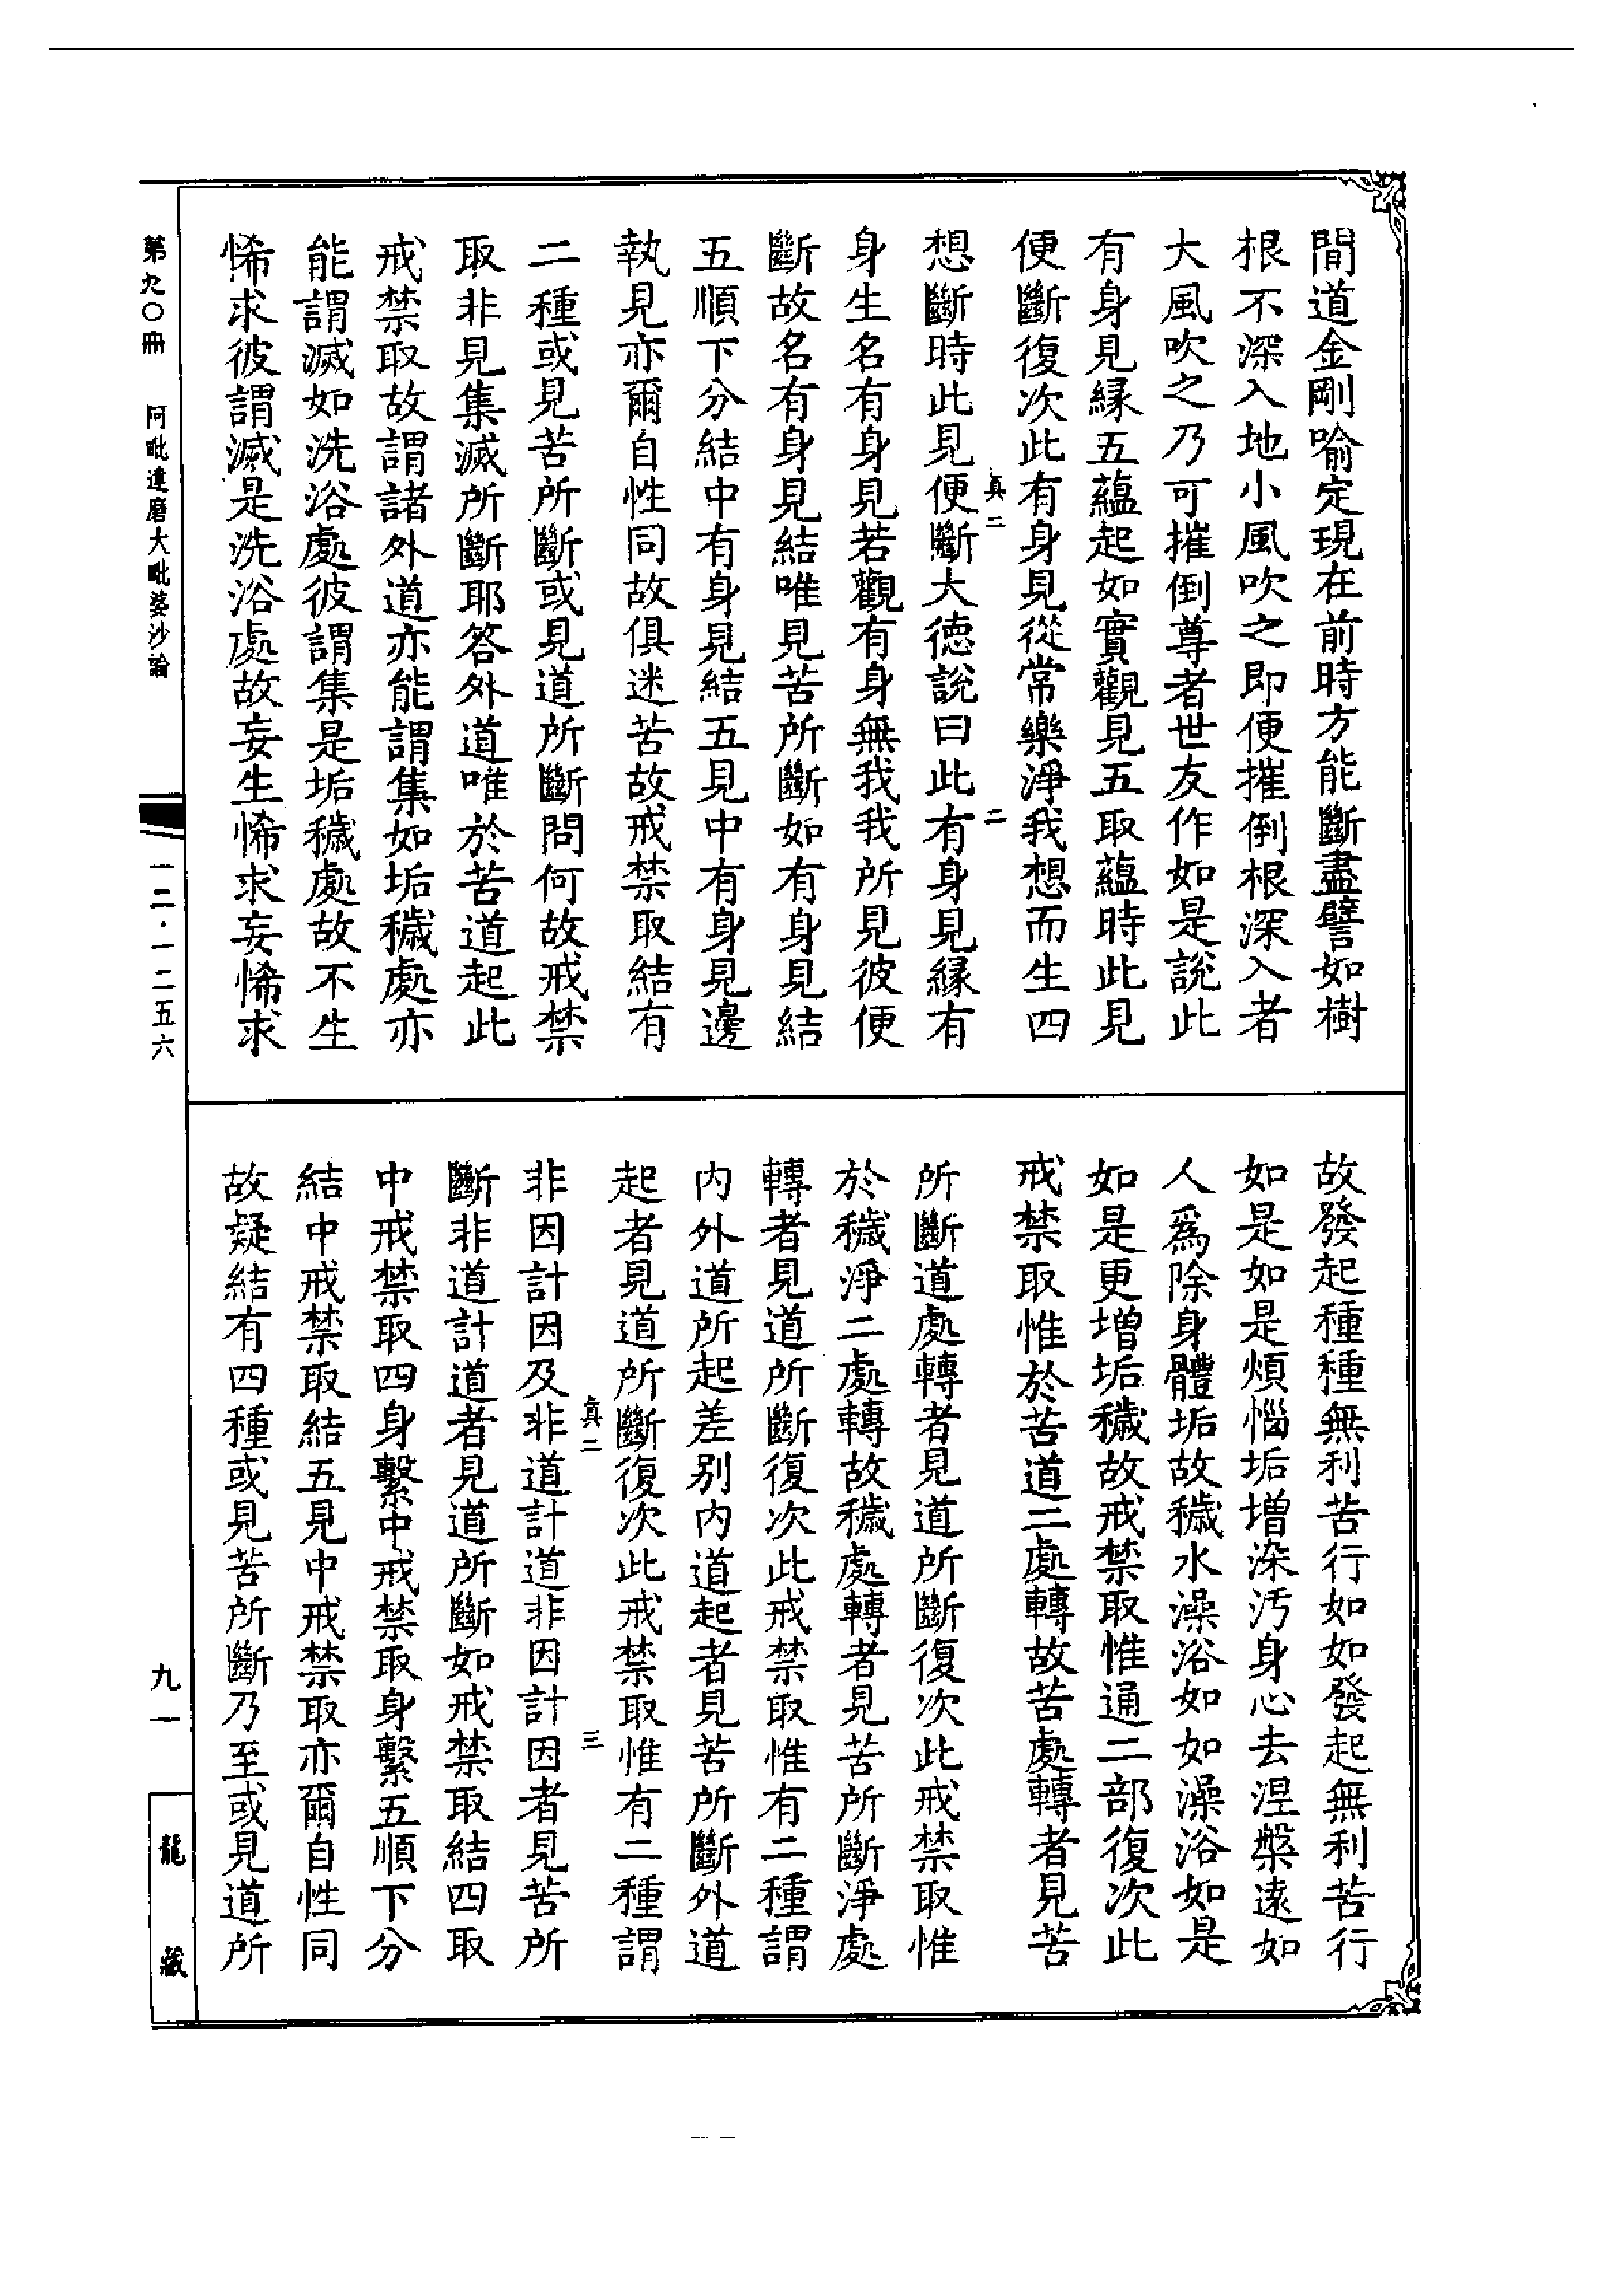 間道金剛喻定現在前時方能斷盡譬如樹
根不深入地小風吹之即便摧倒根深入者
大風吹之乃可摧倒尊者世友作如是說此
有身見緣五蘊起如實觀見五取蘊時此見
便斷復次此有身見從常樂淨我想而生四
真二 二
想斷時此見便斷大德說曰此有身見緣有
身生名有身見若觀有身無我我所見彼便
斷故名有身見結唯見苦所斷如有身見結
五順下分結中有身見結五見中有身見邊
執見亦爾自性同故俱迷苦故戒禁取結有
二種或見苦所斷或見道所斷問何故戒禁
取非見集滅所斷耶答外道唯於苦道起此
戒禁取故謂諸外道亦能謂集如垢穢處亦
能謂滅如洗浴處彼謂集是垢穢處故不生
悕求彼謂滅是洗浴處故妄生悕求妄悕求
故發起種種無利苦行如如發起無利苦行
如是如是煩惱垢增染汚身心去涅槃遠如
人爲除身體垢故穢水澡浴如如澡浴如是
如是更增垢穢故戒禁取惟通二部復次此
戒禁取惟於苦道二處轉故苦處轉者見苦
所斷道處轉者見道所斷復次此戒禁取惟
於穢淨二處轉故穢處轉者見苦所斷淨處
轉者見道所斷復次此戒禁取惟有二種謂
內外道所起差別內道起者見苦所斷外道
起者見道所斷復次此戒禁取惟有二種謂
真二 三
非因計因及非道計道非因計因者見苦所
斷非道計道者見道所斷如戒禁取結四取
中戒禁取四身繫中戒禁取身繫五順下分
結中戒禁取結五見中戒禁取亦爾自性同
故疑結有四種或見苦所斷乃至或見道所
第九〇冊 阿毗達磨大毗婆沙論
一二·一二五六
九一
龍藏